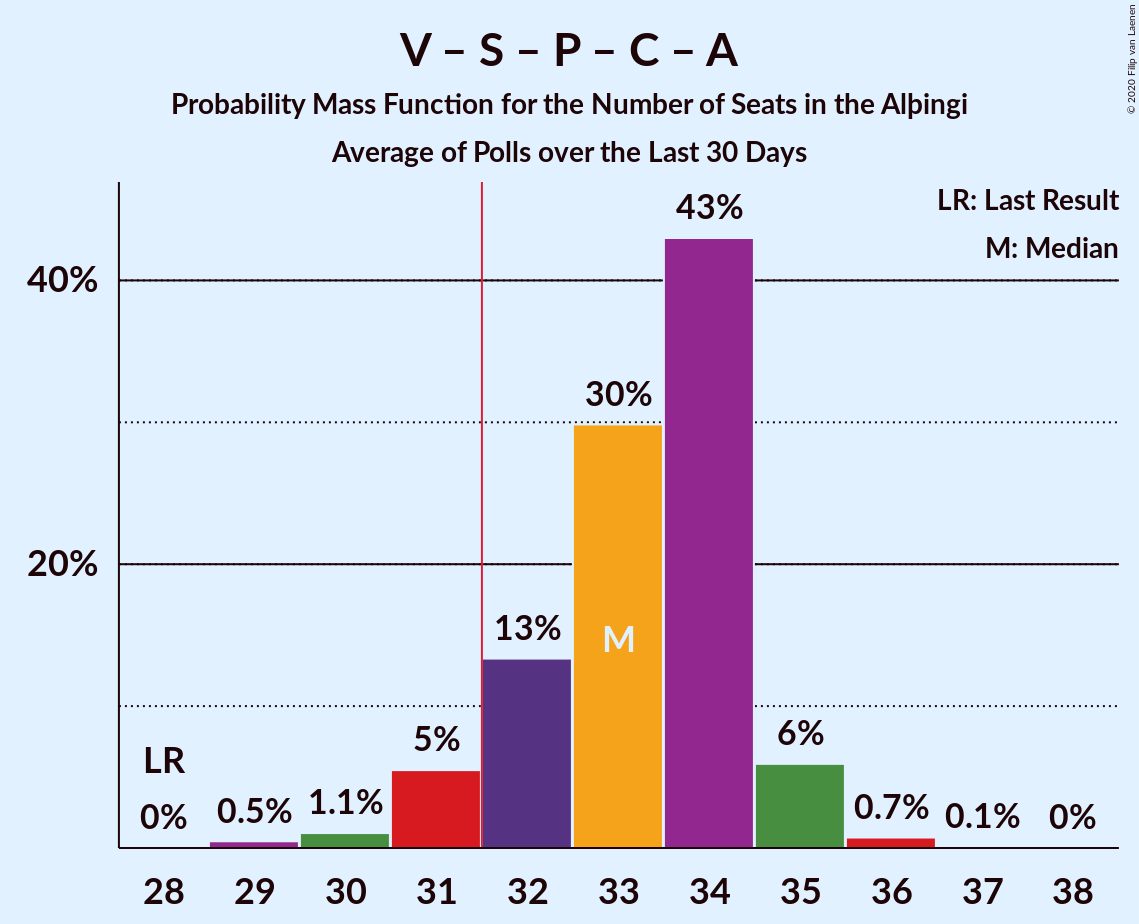 V – S – P – C – A
Probability Mass Function for the Number of Seats in the Alþingi
Average of Polls over the Last 30 Days
© 2020 Filip van Laenen
LR: Last Result
M: Median
43%
40%
30%
20%
13%
M
5%
6%
LR
0%
0.5%
1.1%
0.7%
0.1%
0%
28 29 30 31 32 33 34 35 36 37 38